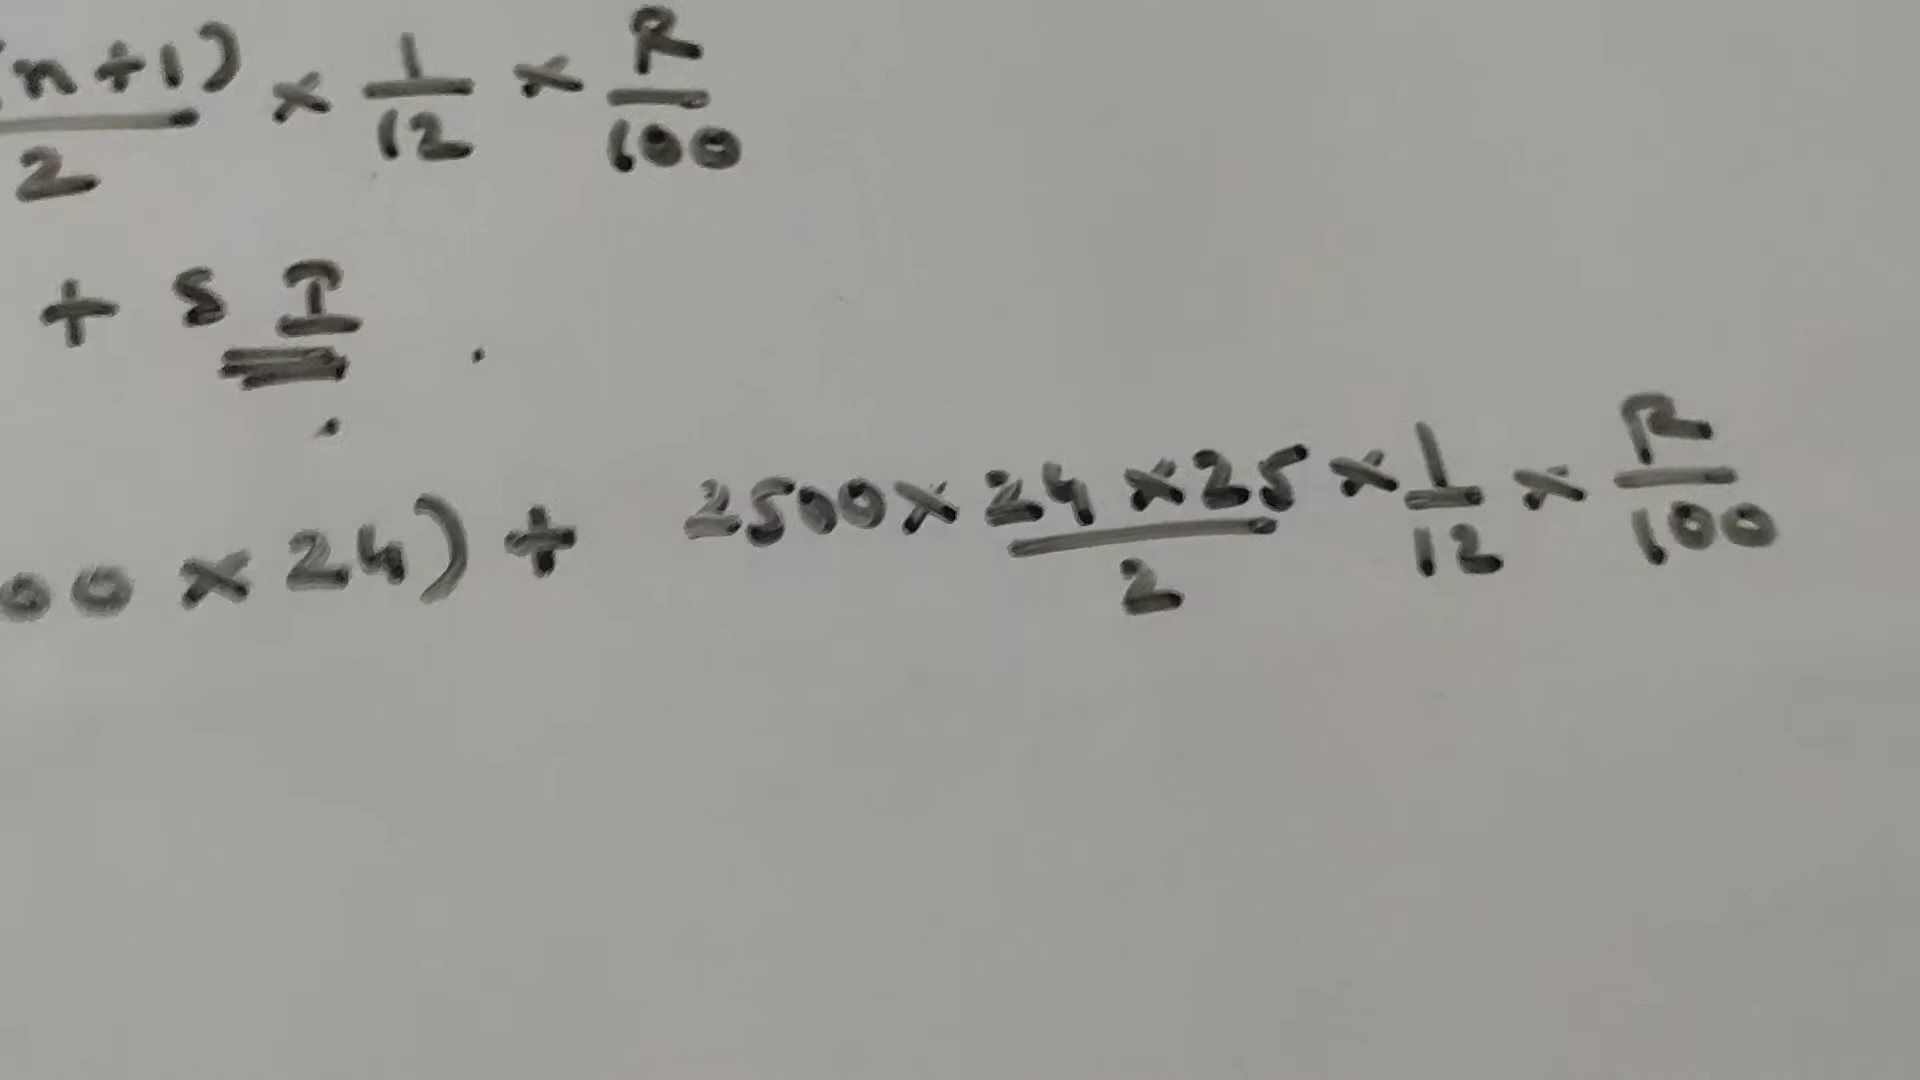 (n+1)/2 × 1/12 × R/100
+ S I
00 × 24) + 2500 × 24 × 25/2 × 1/12 × R/100